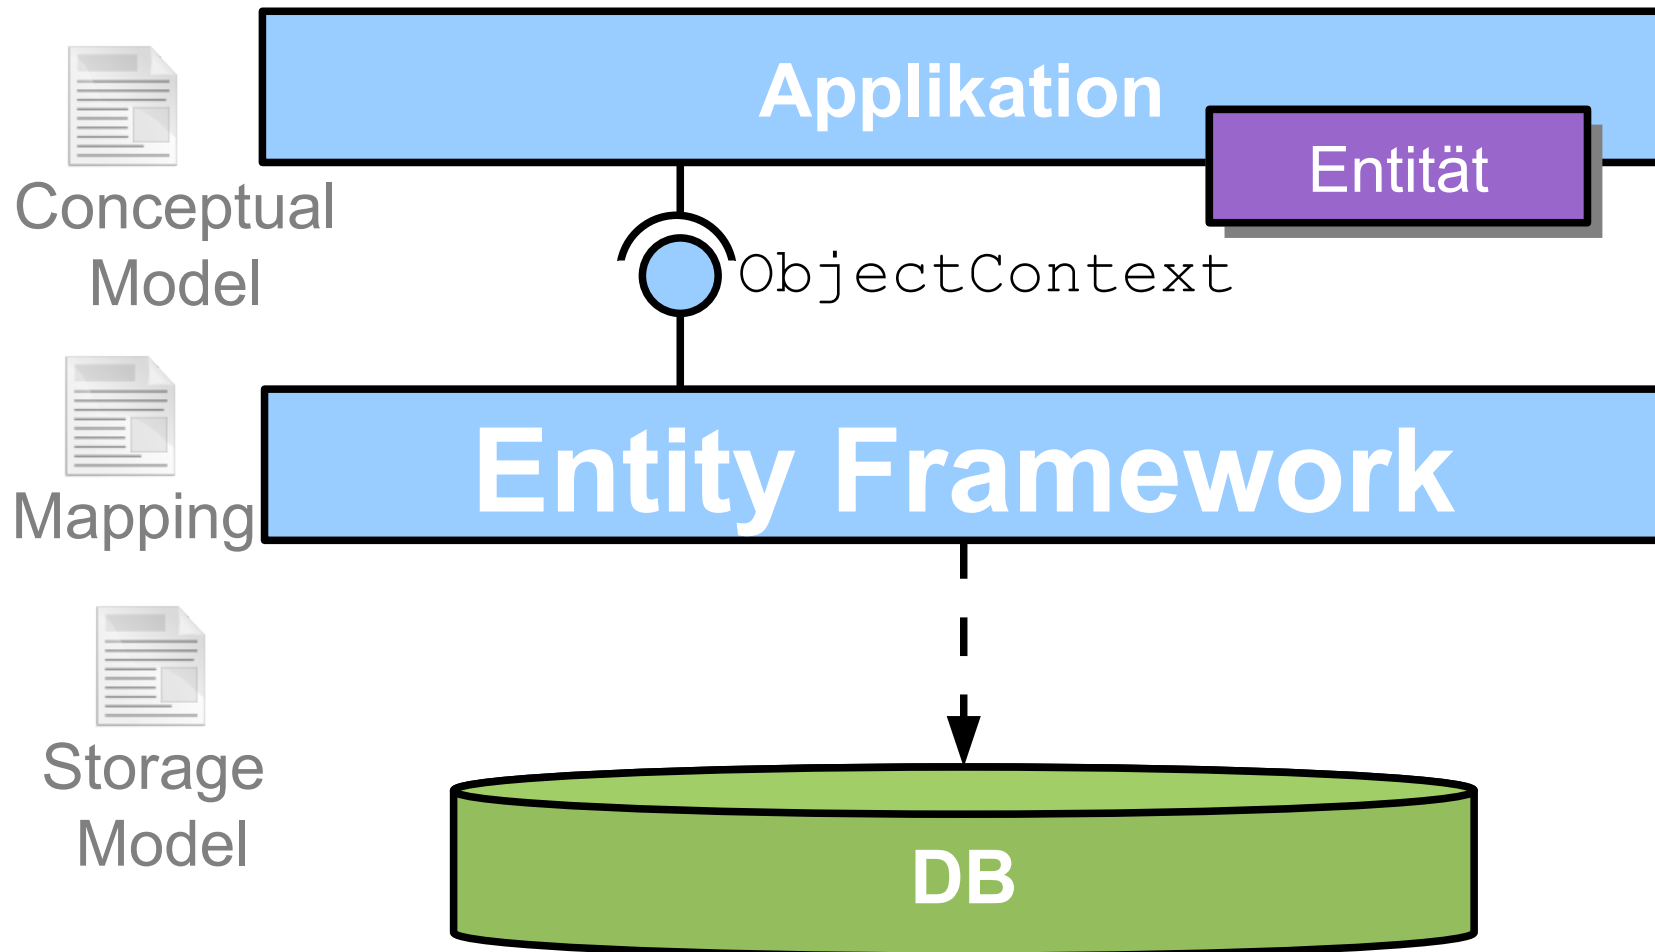 Applikation
Entität
Conceptual
Model
ObjectContext
Entity Framework
Mapping
Storage
Model
DB